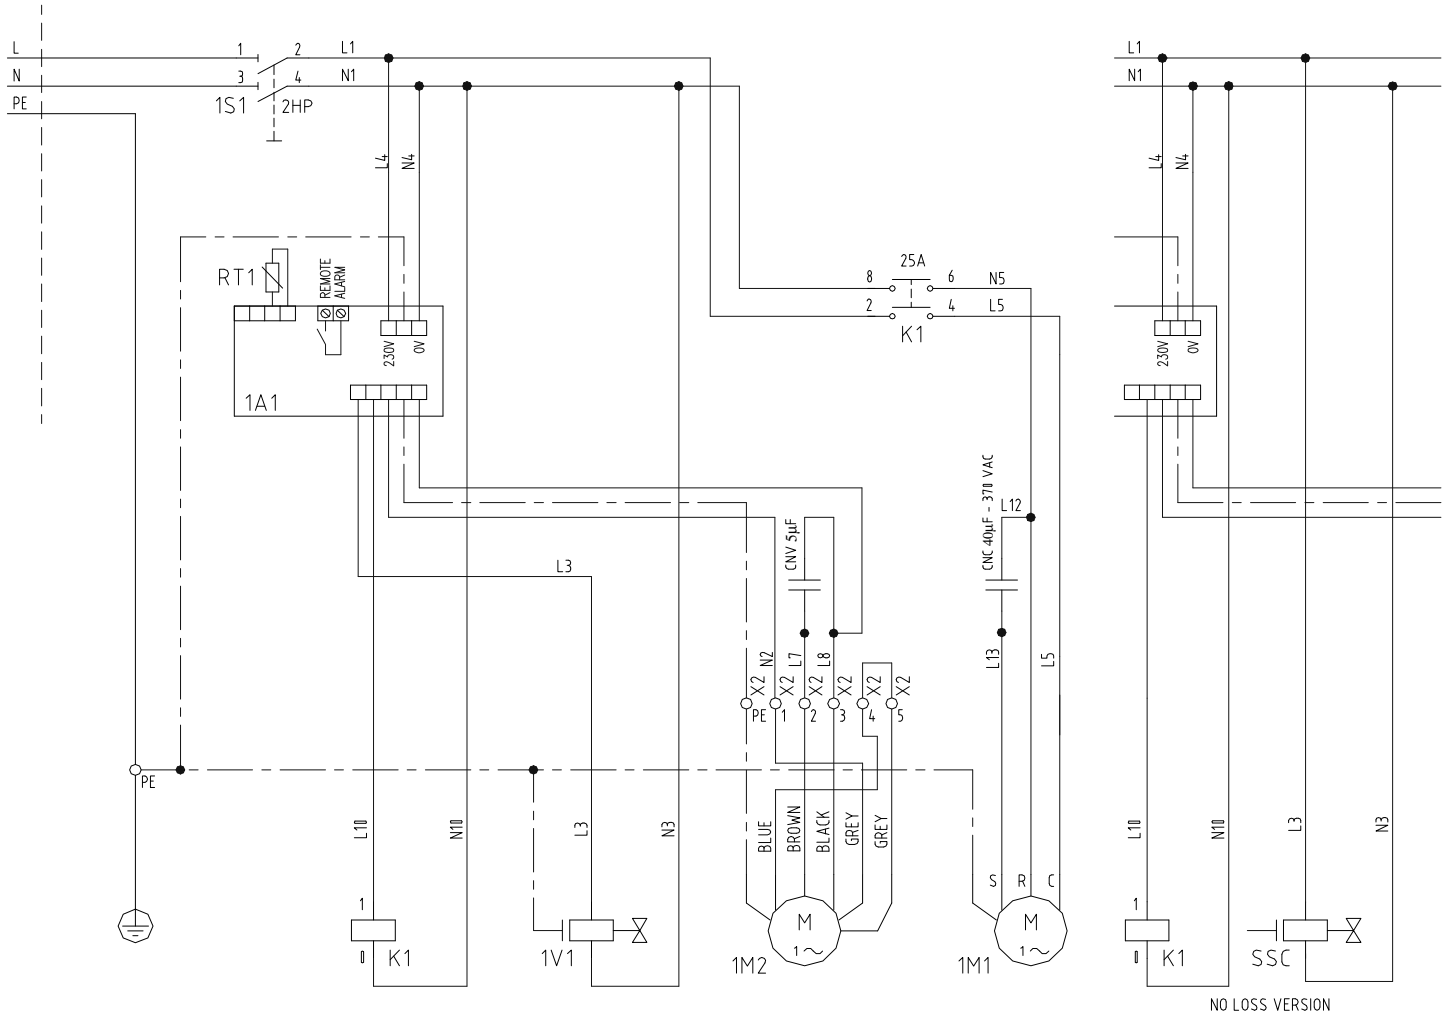 L 1 2 L1 L1
N 3 4 N1 N1
PE 1S1 2HP
L4 N4 L4 N4
RT1 REMOTE ALARM
25A
8 6 N5
2 4 L5
K1
230V 0V 230V 0V
1A1
CNC 40µF - 370 VAC
L12
CNV 5µF
L3
N2 L7 L8 L13 L5
X2 X2 X2 X2 X2 X2
PE 1 2 3 4 5
PE
L10 N10 L3 N3 BLUE BROWN BLACK GREY GREY L10 N10 L3 N3
S R C
1 M M 1
1~ 1~
0 K1 1V1 1M2 1M1 0 K1 SSC
NO LOSS VERSION